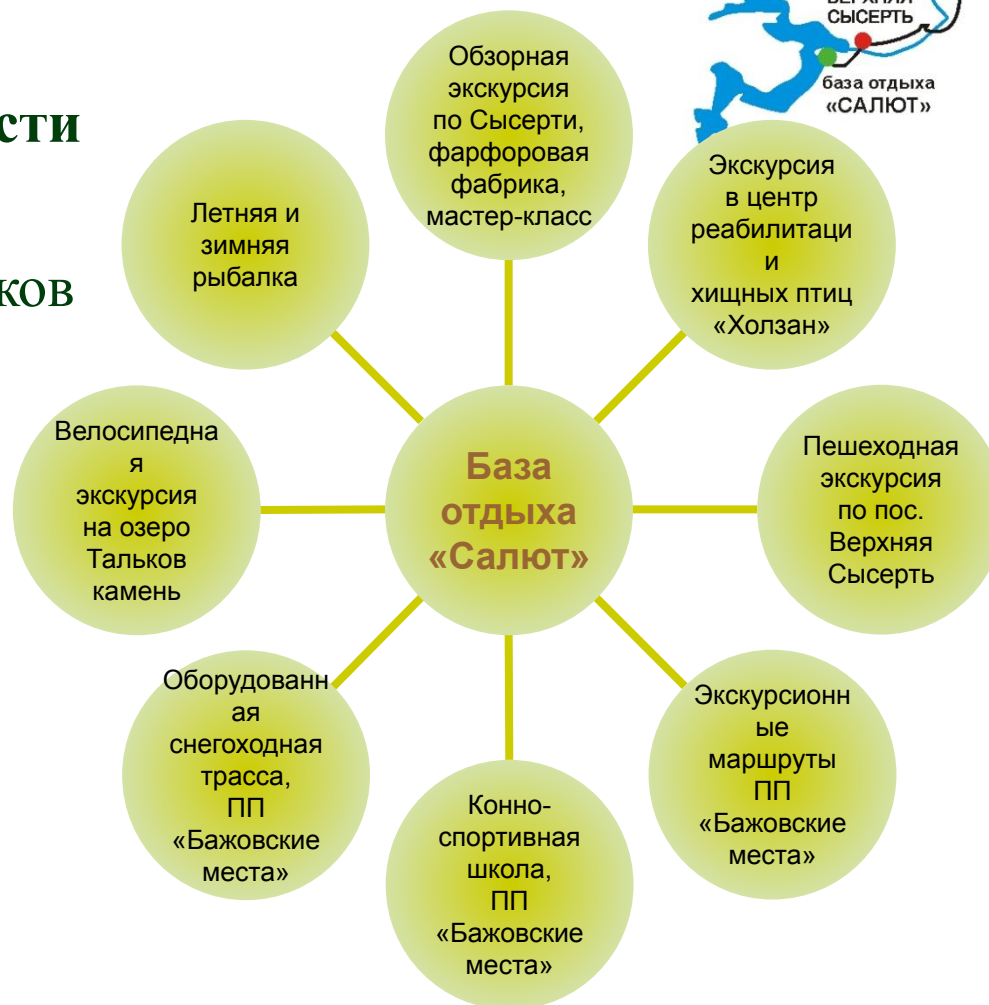 ВЕРХНЯЯ
СЫСЕРТЬ
база отдыха
«САЛЮТ»
сти
ков
Обзорная
экскурсия
по Сысерти,
фарфоровая
фабрика,
мастер-класс
Экскурсия
в центр
реабилитаци
и
хищных птиц
«Холзан»
Пешеходная
экскурсия
по пос.
Верхняя
Сысерть
Экскурсионн
ые
маршруты
ПП
«Бажовские
места»
Конно-
спортивная
школа,
ПП
«Бажовские
места»
Оборудованн
ая
снегоходная
трасса,
ПП
«Бажовские
места»
Велосипедна
я
экскурсия
на озеро
Тальков
камень
Летняя и
зимняя
рыбалка
База
отдыха
«Салют»